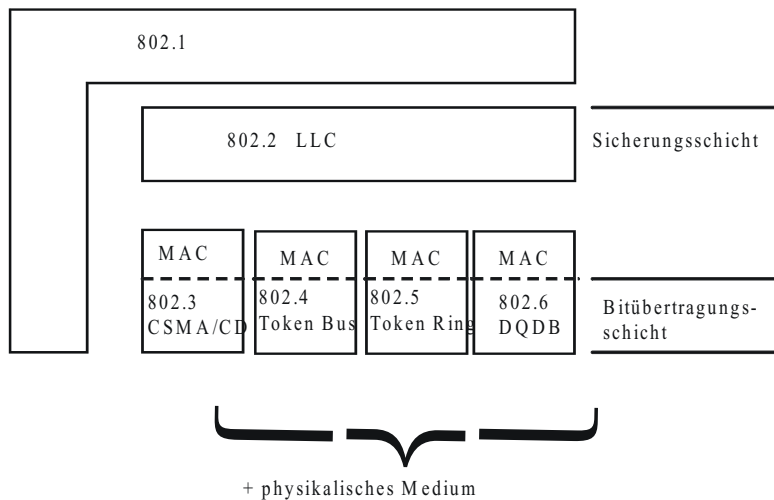 802.1
802.2 LLC
Sicherungsschicht
MAC
MAC
MAC
MAC
802.3
CSMA/CD
802.4
Token Bus
802.5
Token Ring
802.6
DQDB
Bitübertragungs-
schicht
+ physikalisches Medium